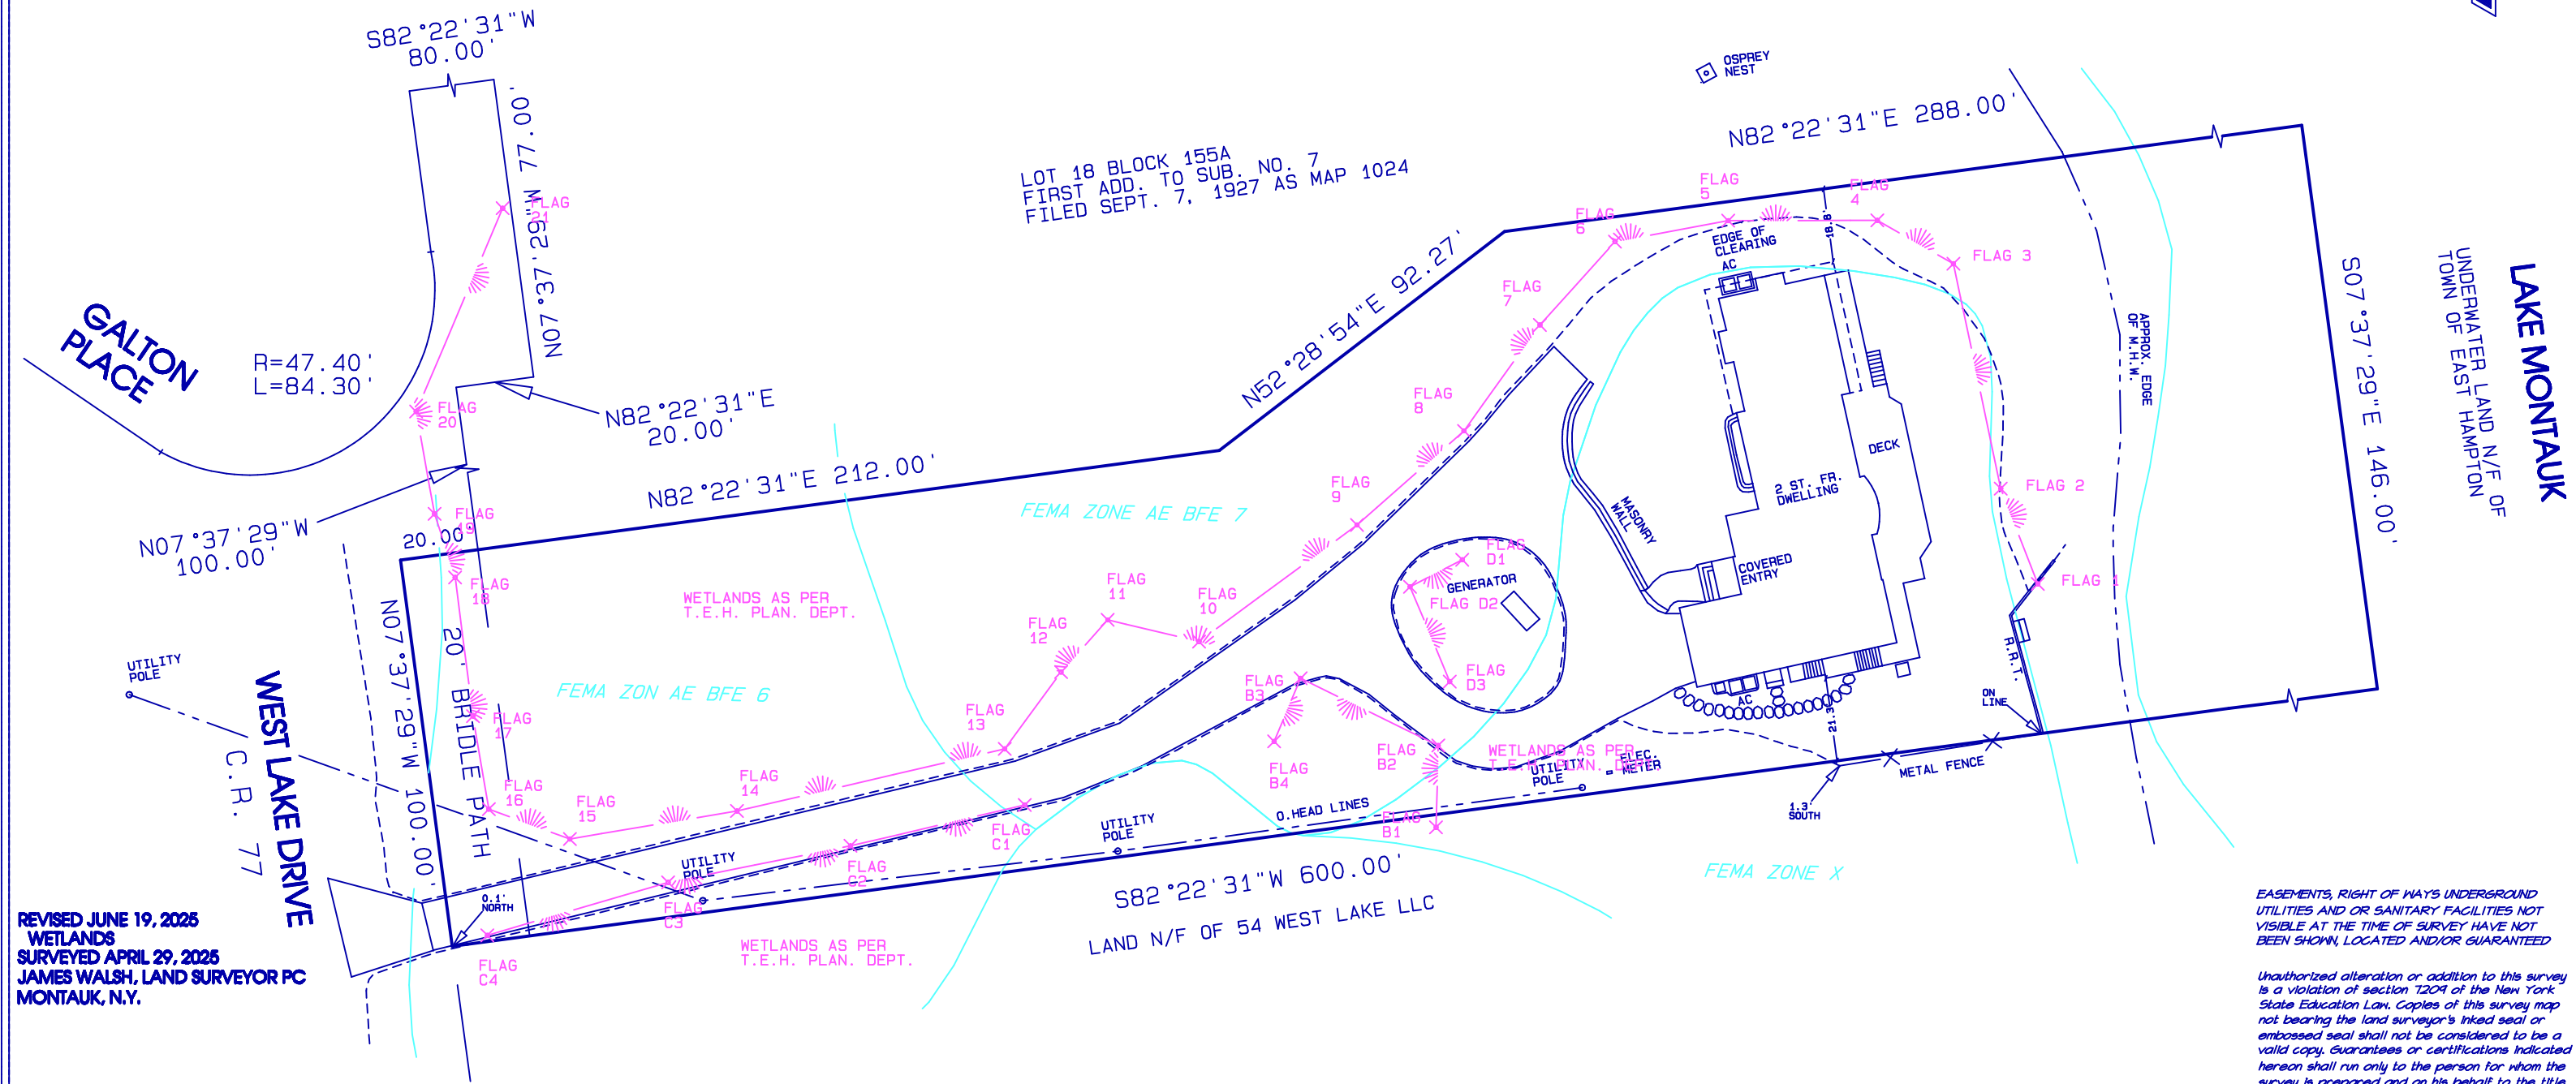 S82°22'31"W
80.00'
N07°37'29"W 77.00'
OSPREY
NEST
N82°22'31"E 288.00'
LOT 18 BLOCK 155A
FIRST ADD. TO SUB. NO. 7
FILED SEPT. 7, 1927 AS MAP 1024
FLAG
21
FLAG
5
FLAG
4
FLAG
6
EDGE OF
CLEARING
AC
18.8'
FLAG 3
GALTON
PLACE
R=47.40'
L=84.30'
FLAG
20
N82°22'31"E
20.00'
N52°28'54"E 92.27'
FLAG
7
FLAG
8
FLAG
9
APPROX. EDGE
OF M.H.W.
S07°37'29"E 146.00'
UNDERWATER LAND N/F OF
TOWN OF EAST HAMPTON
LAKE MONTAUK
DECK
2 ST. FR.
DWELLING
MASONRY
WALL
COVERED
ENTRY
FLAG 2
FLAG 1
N82°22'31"E 212.00'
FEMA ZONE AE BFE 7
N07°37'29"W
100.00'
FLAG
19
20.00'
FLAG
18
FLAG
D1
GENERATOR
FLAG D2
FLAG
D3
FLAG
11
FLAG
10
FLAG
12
WETLANDS AS PER
T.E.H. PLAN. DEPT.
FEMA ZON AE BFE 6
UTILITY
POLE
WEST LAKE DRIVE
C.R. 77
N07°37'29"W 100.00'
20' BRIDLE PATH
FLAG
17
FLAG
13
FLAG
B3
FLAG
B4
FLAG
B2
WETLANDS AS PER
T.E.H. PLAN. DEPT.
ELEC.
METER
UTILITY
POLE
AC
21.3'
R.R.T.
ON
LINE
METAL FENCE
1.3'
SOUTH
FLAG
16
FLAG
15
FLAG
14
FLAG
B1
O.HEAD LINES
UTILITY
POLE
FLAG
C1
FLAG
C2
UTILITY
POLE
FLAG
C3
0.1'
NORTH
FLAG
C4
WETLANDS AS PER
T.E.H. PLAN. DEPT.
S82°22'31"W 600.00'
LAND N/F OF 54 WEST LAKE LLC
FEMA ZONE X
REVISED JUNE 19, 2025
WETLANDS
SURVEYED APRIL 29, 2025
JAMES WALSH, LAND SURVEYOR PC
MONTAUK, N.Y.
EASEMENTS, RIGHT OF WAYS UNDERGROUND
UTILITIES AND OR SANITARY FACILITIES NOT
VISIBLE AT THE TIME OF SURVEY HAVE NOT
BEEN SHOWN, LOCATED AND/OR GUARANTEED
Unauthorized alteration or addition to this survey
is a violation of section 7209 of the New York
State Education Law. Copies of this survey map
not bearing the land surveyor's inked seal or
embossed seal shall not be considered to be a
valid copy. Guarantees or certifications indicated
hereon shall run only to the person for whom the
survey is prepared and on his behalf to the title